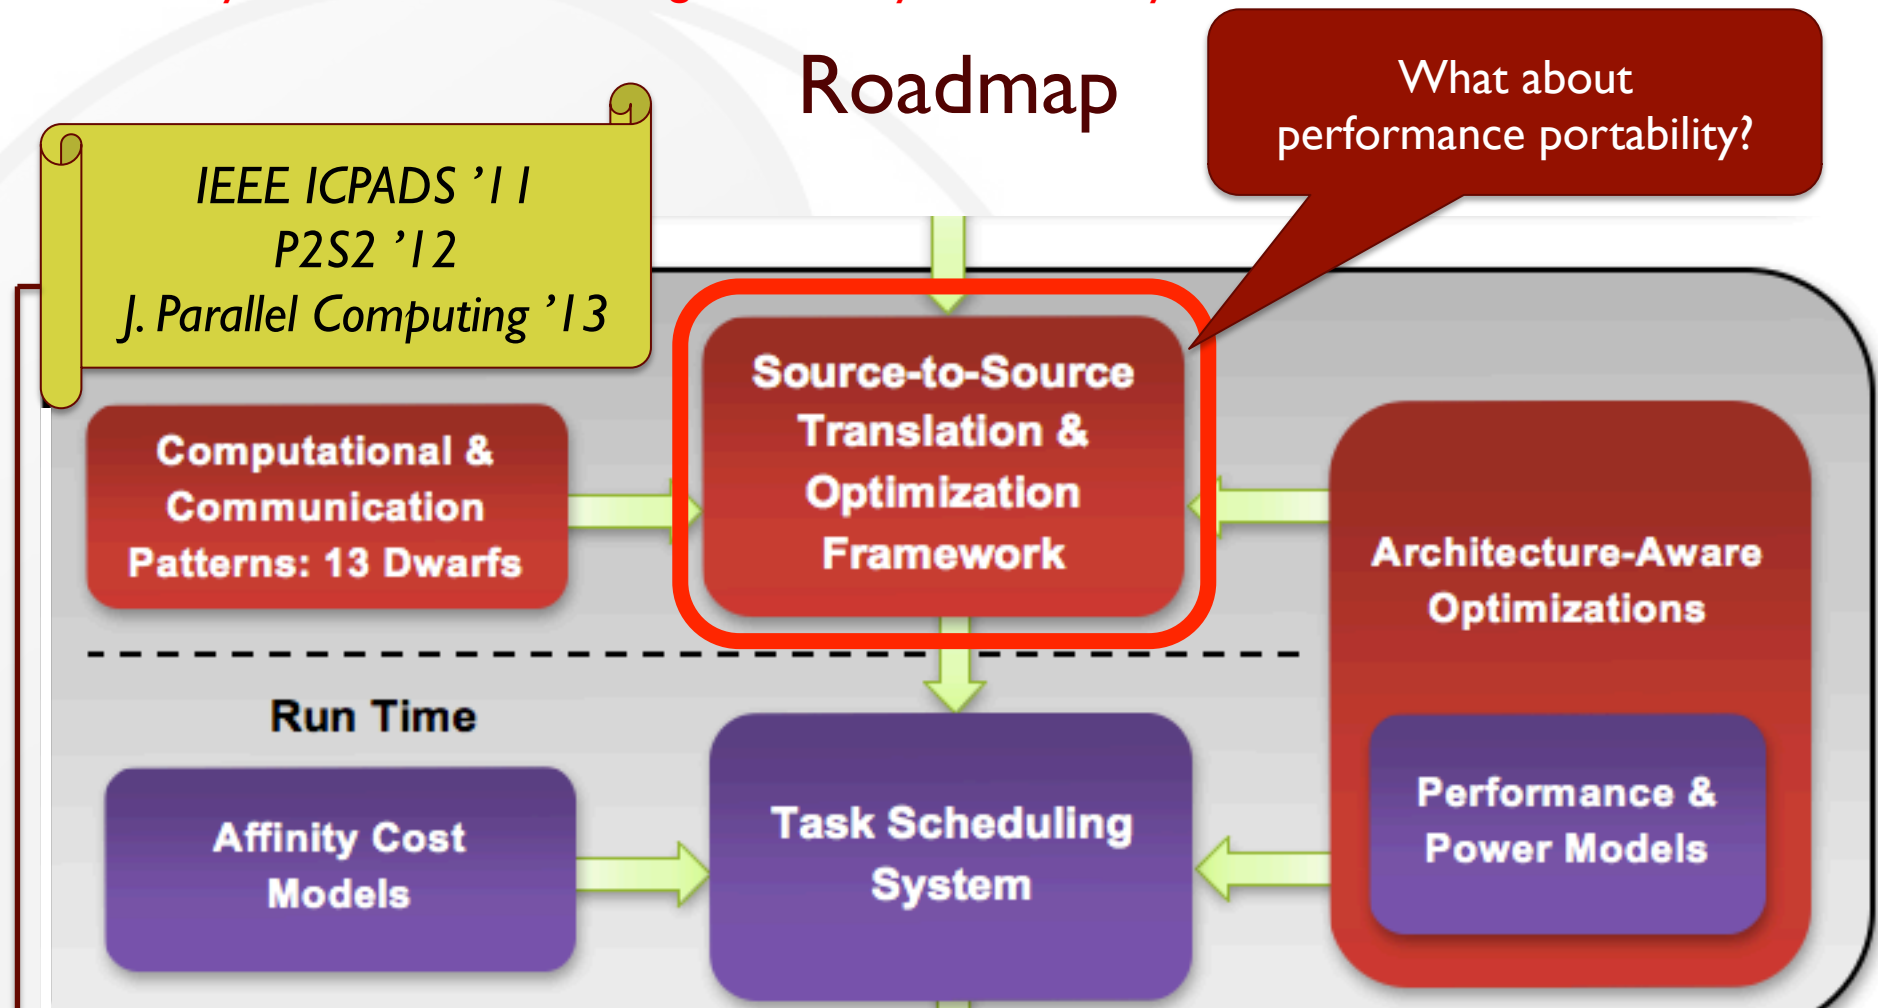 Roadmap
What about
performance portability?
IEEE ICPADS ’11
P2S2 ’12
J. Parallel Computing ’13
Source-to-Source
Translation &
Optimization
Framework
Computational &
Communication
Patterns: 13 Dwarfs
Architecture-Aware
Optimizations
Run Time
Affinity Cost
Models
Task Scheduling
System
Performance &
Power Models